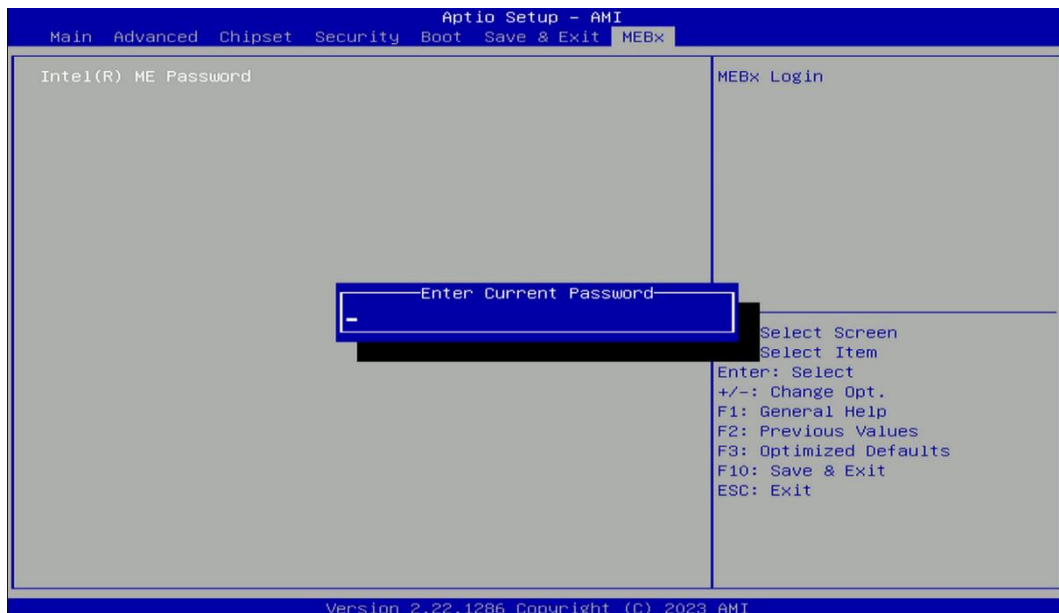 Aptio Setup – AMI
Main Advanced Chipset Security Boot Save & Exit MEBx
Intel(R) ME Password
MEBx Login
Enter Current Password
Select Screen
Select Item
Enter: Select
+/-: Change Opt.
F1: General Help
F2: Previous Values
F3: Optimized Defaults
F10: Save & Exit
ESC: Exit
Version 2.22.1286 Copyright (C) 2023 AMI